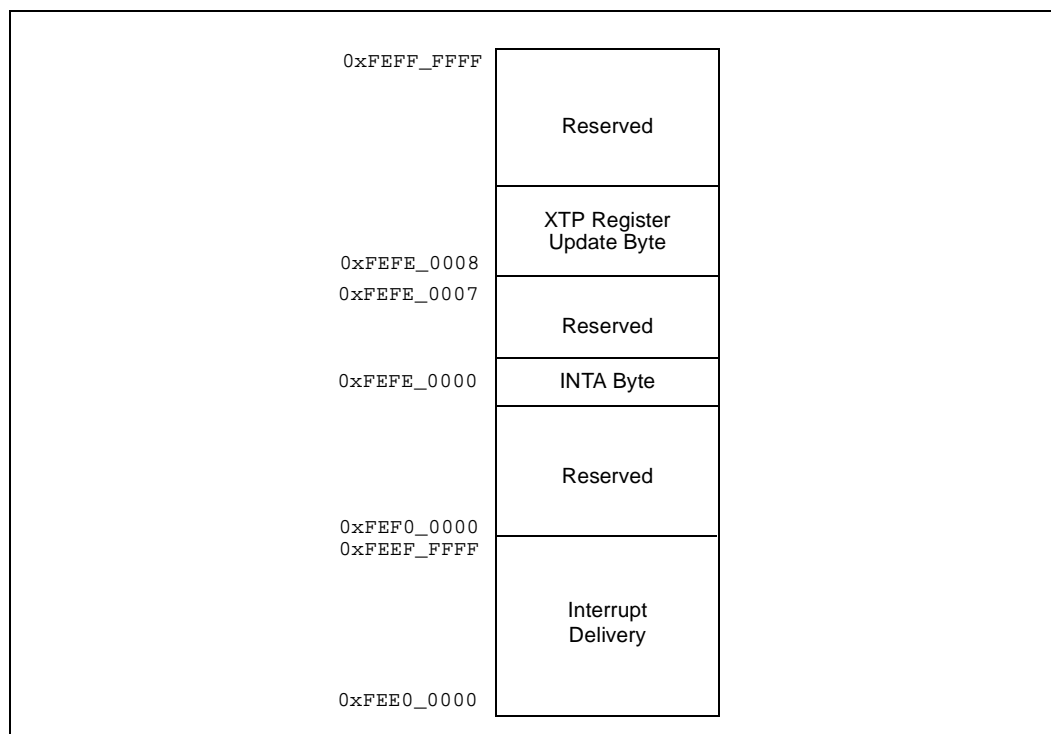 0xFEFF_FFFF
Reserved
XTP Register
Update Byte
0xFEFE_0008
0xFEFE_0007
Reserved
0xFEFE_0000
INTA Byte
Reserved
0xFEF0_0000
0xFEEF_FFFF
Interrupt
Delivery
0xFEE0_0000